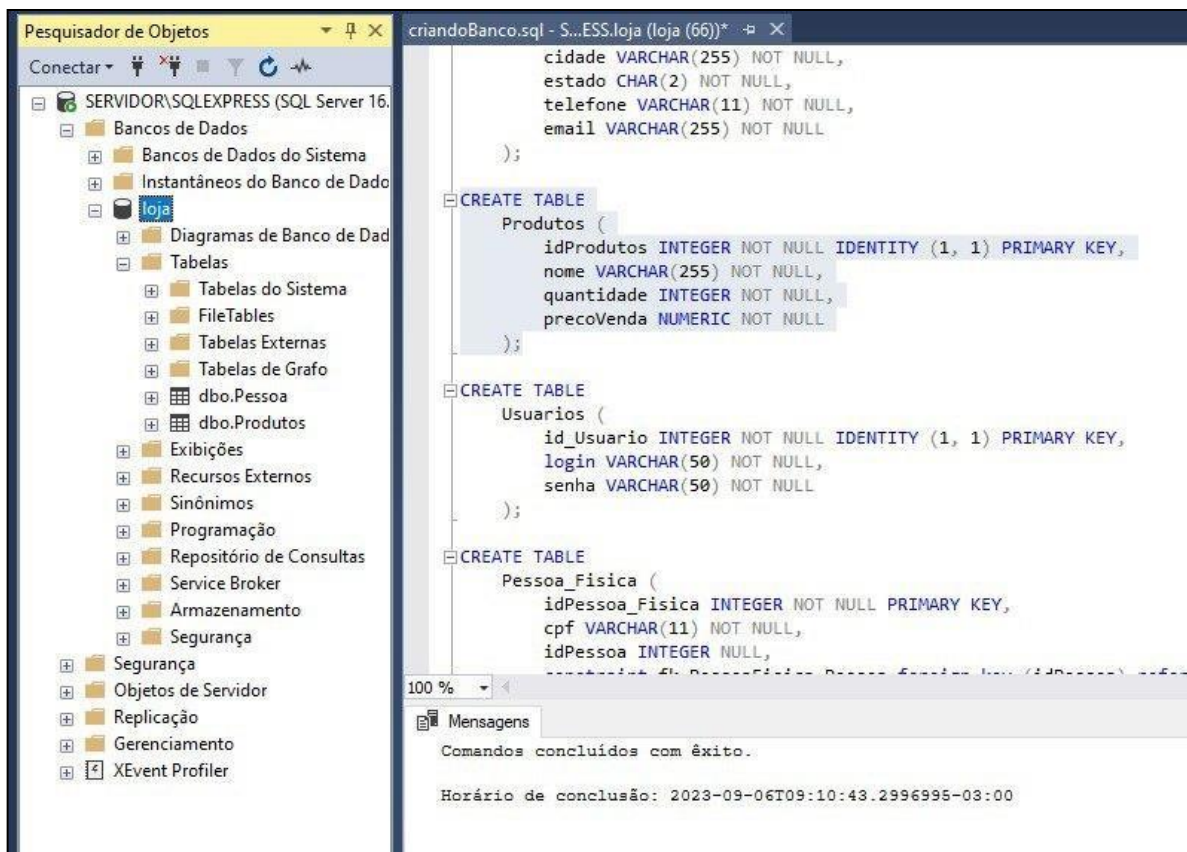 Pesquisador de Objetos
Conectar
SERVIDOR\SQLEXPRESS (SQL Server 16.
Bancos de Dados
Bancos de Dados do Sistema
Instantâneos do Banco de Dado
loja
Diagramas de Banco de Dad
Tabelas
Tabelas do Sistema
FileTables
Tabelas Externas
Tabelas de Grafo
dbo.Pessoa
dbo.Produtos
Exibições
Recursos Externos
Sinônimos
Programação
Repositório de Consultas
Service Broker
Armazenamento
Segurança
Segurança
Objetos de Servidor
Replicação
Gerenciamento
XEvent Profiler
criandoBanco.sql - S...ESS.loja (loja (66))*
cidade VARCHAR(255) NOT NULL,
estado CHAR(2) NOT NULL,
telefone VARCHAR(11) NOT NULL,
email VARCHAR(255) NOT NULL
);
CREATE TABLE
Produtos (
idProdutos INTEGER NOT NULL IDENTITY (1, 1) PRIMARY KEY,
nome VARCHAR(255) NOT NULL,
quantidade INTEGER NOT NULL,
precoVenda NUMERIC NOT NULL
);
CREATE TABLE
Usuarios (
id_Usuario INTEGER NOT NULL IDENTITY (1, 1) PRIMARY KEY,
login VARCHAR(50) NOT NULL,
senha VARCHAR(50) NOT NULL
);
CREATE TABLE
Pessoa_Fisica (
idPessoa_Fisica INTEGER NOT NULL PRIMARY KEY,
cpf VARCHAR(11) NOT NULL,
idPessoa INTEGER NULL,
100 %
Mensagens
Comandos concluídos com êxito.
Horário de conclusão: 2023-09-06T09:10:43.2996995-03:00